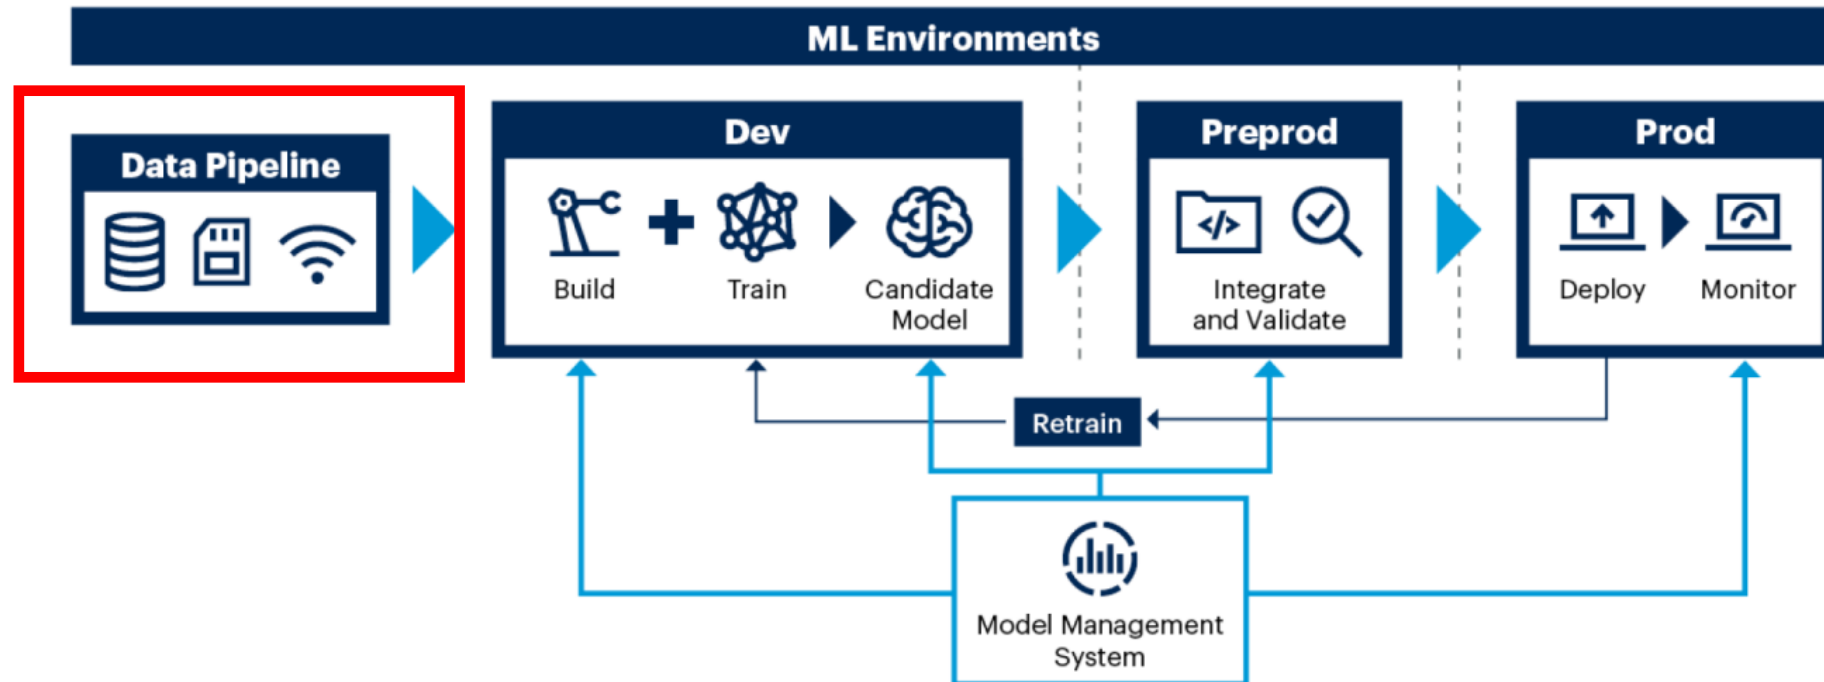 ML Environments
Data Pipeline
Dev
Build
Train
Candidate
Model
Preprod
</>
Integrate
and Validate
Prod
Deploy
Monitor
Retrain
Model Management
System